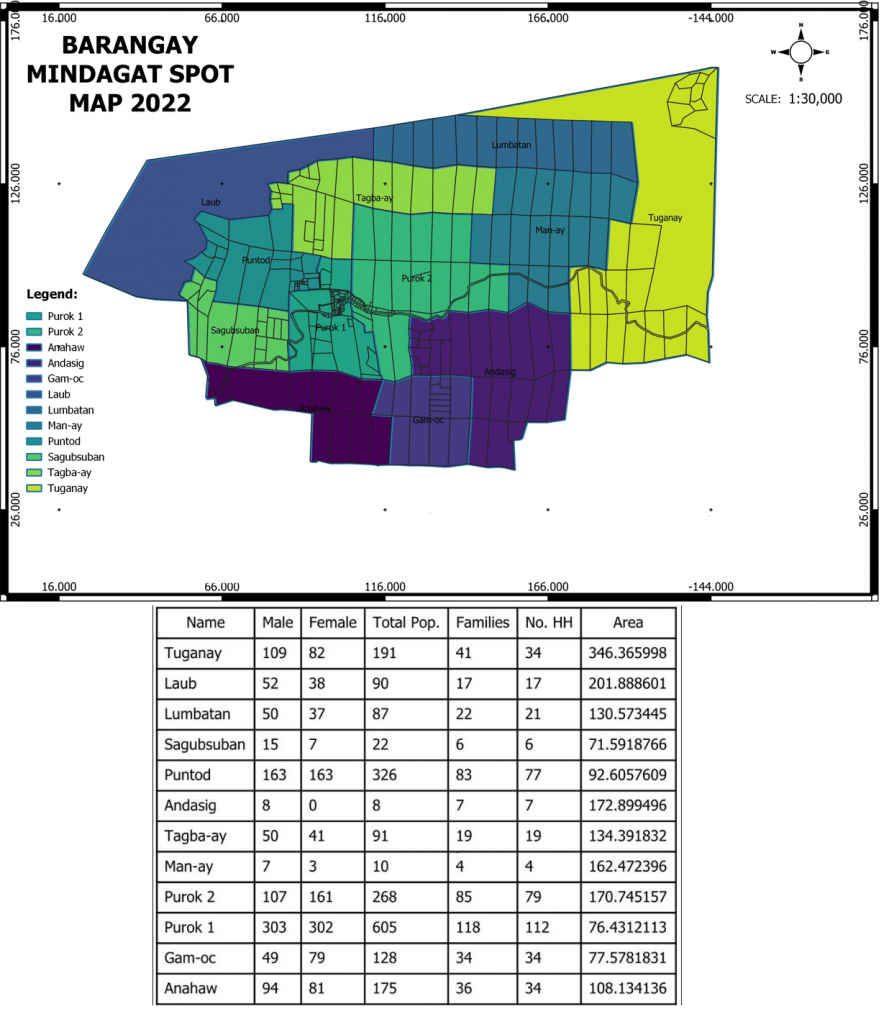 16.000 66.000 116.000 166.000 -144.000
176.000
176.000
BARANGAY
MINDAGAT SPOT
MAP 2022
N
W E
S
SCALE: 1:30,000
Lumbatan
126.000
126.000
Laub
Tagba-ay
Tuganay
Man-ay
Puntod
Purok 2
Legend:
Purok 1
Purok 2
Anahaw
Andasig
Gam-oc
Laub
Lumbatan
Man-ay
Puntod
Sagubsuban
Tagba-ay
Tuganay
Purok 1
Sagubsuban
76.000
76.000
Andasig
Anahaw
Gam-oc
26.000
26.000
16.000 66.000 116.000 166.000 -144.000
Name Male Female Total Pop. Families No. HH Area
Tuganay 109 82 191 41 34 346.365998
Laub 52 38 90 17 17 201.888601
Lumbatan 50 37 87 22 21 130.573445
Sagubsuban 15 7 22 6 6 71.5918766
Puntod 163 163 326 83 77 92.6057609
Andasig 8 0 8 7 7 172.899496
Tagba-ay 50 41 91 19 19 134.391832
Man-ay 7 3 10 4 4 162.472396
Purok 2 107 161 268 85 79 170.745157
Purok 1 303 302 605 118 112 76.4312113
Gam-oc 49 79 128 34 34 77.5781831
Anahaw 94 81 175 36 34 108.134136